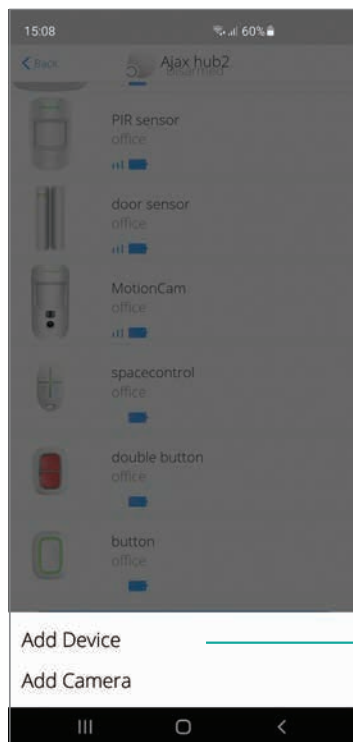 15:08 60%
Back Ajax hub2
Disarmed
PIR sensor
office
door sensor
office
MotionCam
office
spacecontrol
office
double button
office
button
office
Add Device
Add Camera